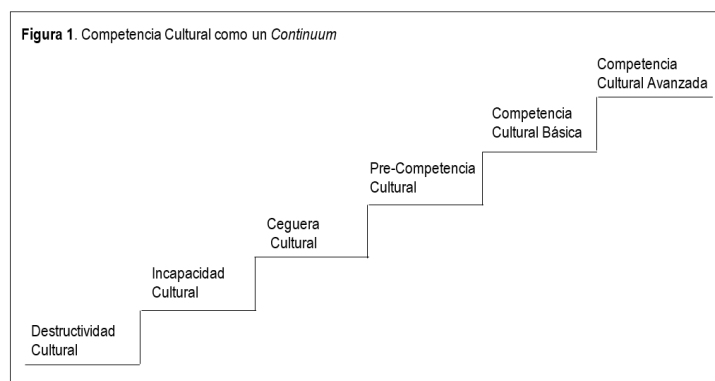 Figura 1. Competencia Cultural como un Continuum
Competencia
Cultural Avanzada
Competencia
Cultural Básica
Pre-Competencia
Cultural
Ceguera
Cultural
Incapacidad
Cultural
Destructividad
Cultural